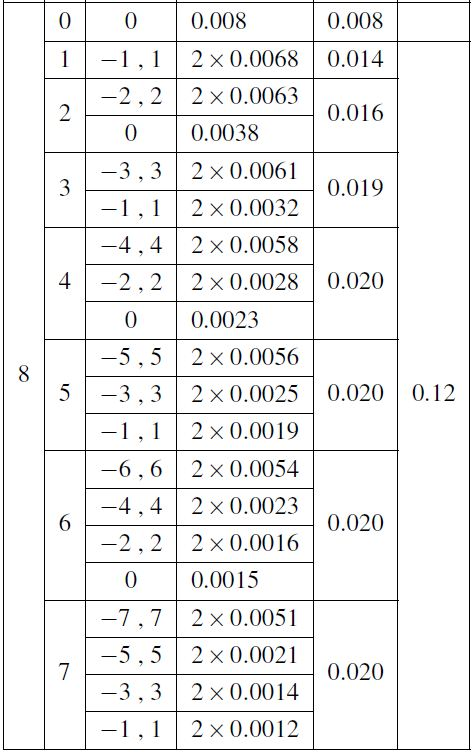 0 0 0.008 0.008
1 −1 , 1 2 × 0.0068 0.014
2 −2 , 2 2 × 0.0063 0.016
0 0.0038
3 −3 , 3 2 × 0.0061 0.019
−1 , 1 2 × 0.0032
4 −4 , 4 2 × 0.0058 0.020
−2 , 2 2 × 0.0028
0 0.0023
8 5 −5 , 5 2 × 0.0056 0.020 0.12
−3 , 3 2 × 0.0025
−1 , 1 2 × 0.0019
6 −6 , 6 2 × 0.0054 0.020
−4 , 4 2 × 0.0023
−2 , 2 2 × 0.0016
0 0.0015
7 −7 , 7 2 × 0.0051 0.020
−5 , 5 2 × 0.0021
−3 , 3 2 × 0.0014
−1 , 1 2 × 0.0012